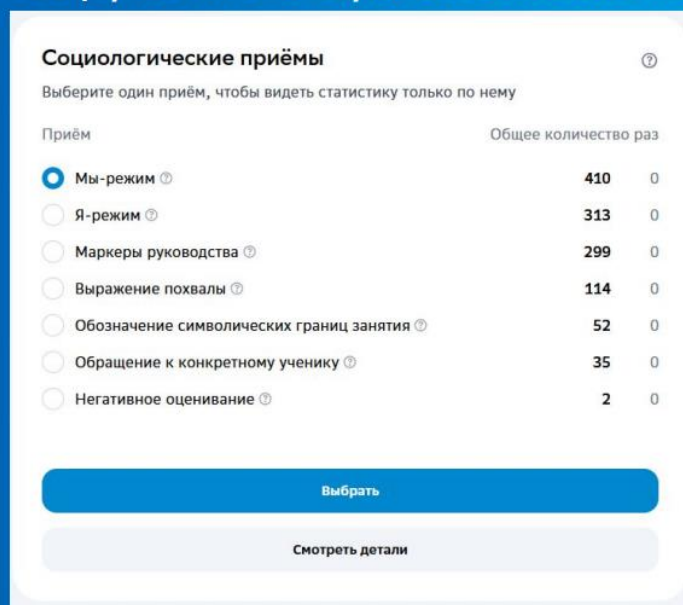 Социологические приёмы
Выберите один приём, чтобы видеть статистику только по нему
Приём Общее количество раз
Мы-режим 410 0
Я-режим 313 0
Маркеры руководства 299 0
Выражение похвалы 114 0
Обозначение символических границ занятия 52 0
Обращение к конкретному ученику 35 0
Негативное оценивание 2 0
Выбрать
Смотреть детали